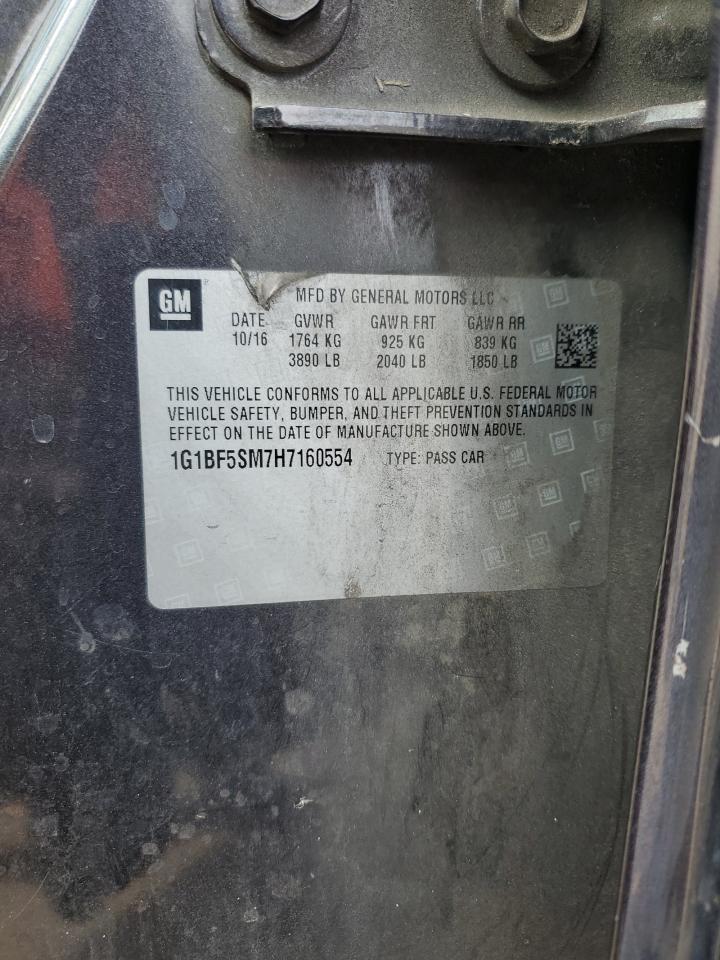 GM MFD BY GENERAL MOTORS LLC
DATE GVWR GAWR FRT GAWR RR
10/16 1764 KG 925 KG 839 KG
3890 LB 2040 LB 1850 LB
THIS VEHICLE CONFORMS TO ALL APPLICABLE U.S. FEDERAL MOTOR
VEHICLE SAFETY, BUMPER, AND THEFT PREVENTION STANDARDS IN
EFFECT ON THE DATE OF MANUFACTURE SHOWN ABOVE.
1G1BF5SM7H7160554 TYPE: PASS CAR